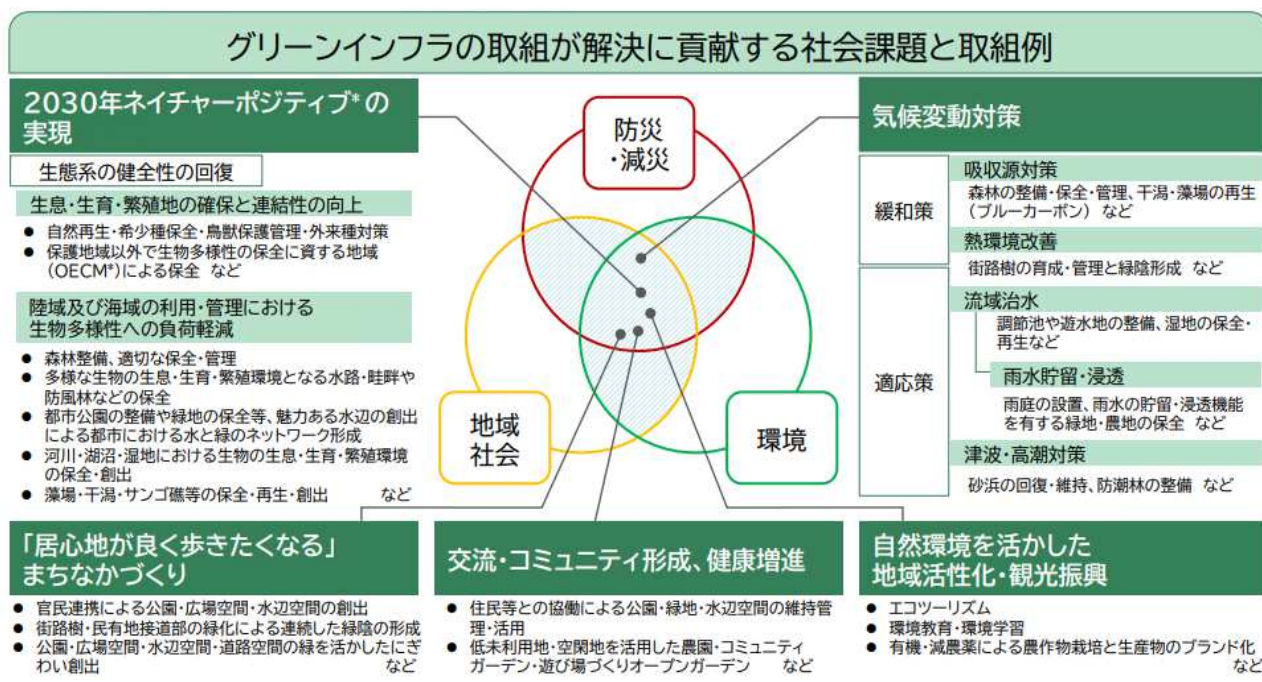 グリーンインフラの取組が解決に貢献する社会課題と取組例
2030年ネイチャーポジティブ*の
実現
生態系の健全性の回復
生息・生育・繁殖地の確保と連結性の向上
● 自然再生・希少種保全・鳥獣保護管理・外来種対策
● 保護地域以外で生物多様性の保全に資する地域
(OECM*)による保全 など
陸域及び海域の利用・管理における
生物多様性への負荷軽減
● 森林整備、適切な保全・管理
● 多様な生物の生息・生育・繁殖環境となる水路・畦畔や
防風林などの保全
● 都市公園の整備や緑地の保全等、魅力ある水辺の創出
による都市における水と緑のネットワーク形成
● 河川・湖沼・湿地における生物の生息・生育・繁殖環境
の保全・創出
● 藻場・干潟・サンゴ礁等の保全・再生・創出 など
防災
・減災
地域
社会
環境
気候変動対策
緩和策
吸収源対策
森林の整備・保全・管理、干潟・藻場の再生
(ブルーカーボン) など
熱環境改善
街路樹の育成・管理と緑陰形成 など
適応策
流域治水
調節池や遊水地の整備、湿地の保全・
再生など
雨水貯留・浸透
雨庭の設置、雨水の貯留・浸透機能
を有する緑地・農地の保全 など
津波・高潮対策
砂浜の回復・維持、防潮林の整備 など
「居心地が良く歩きたくなる」
まちなかづくり
● 官民連携による公園・広場空間・水辺空間の創出
● 街路樹・民有地接道部の緑化による連続した緑陰の形成
● 公園・広場空間・水辺空間・道路空間の緑を活かしたにぎ
わい創出 など
交流・コミュニティ形成、健康増進
● 住民等との協働による公園・緑地・水辺空間の維持管
理・活用
● 低未利用地・空閑地を活用した農園・コミュニティ
ガーデン・遊び場づくりオープンガーデン など
自然環境を活かした
地域活性化・観光振興
● エコツーリズム
● 環境教育・環境学習
● 有機・減農薬による農作物栽培と生産物のブランド化
など